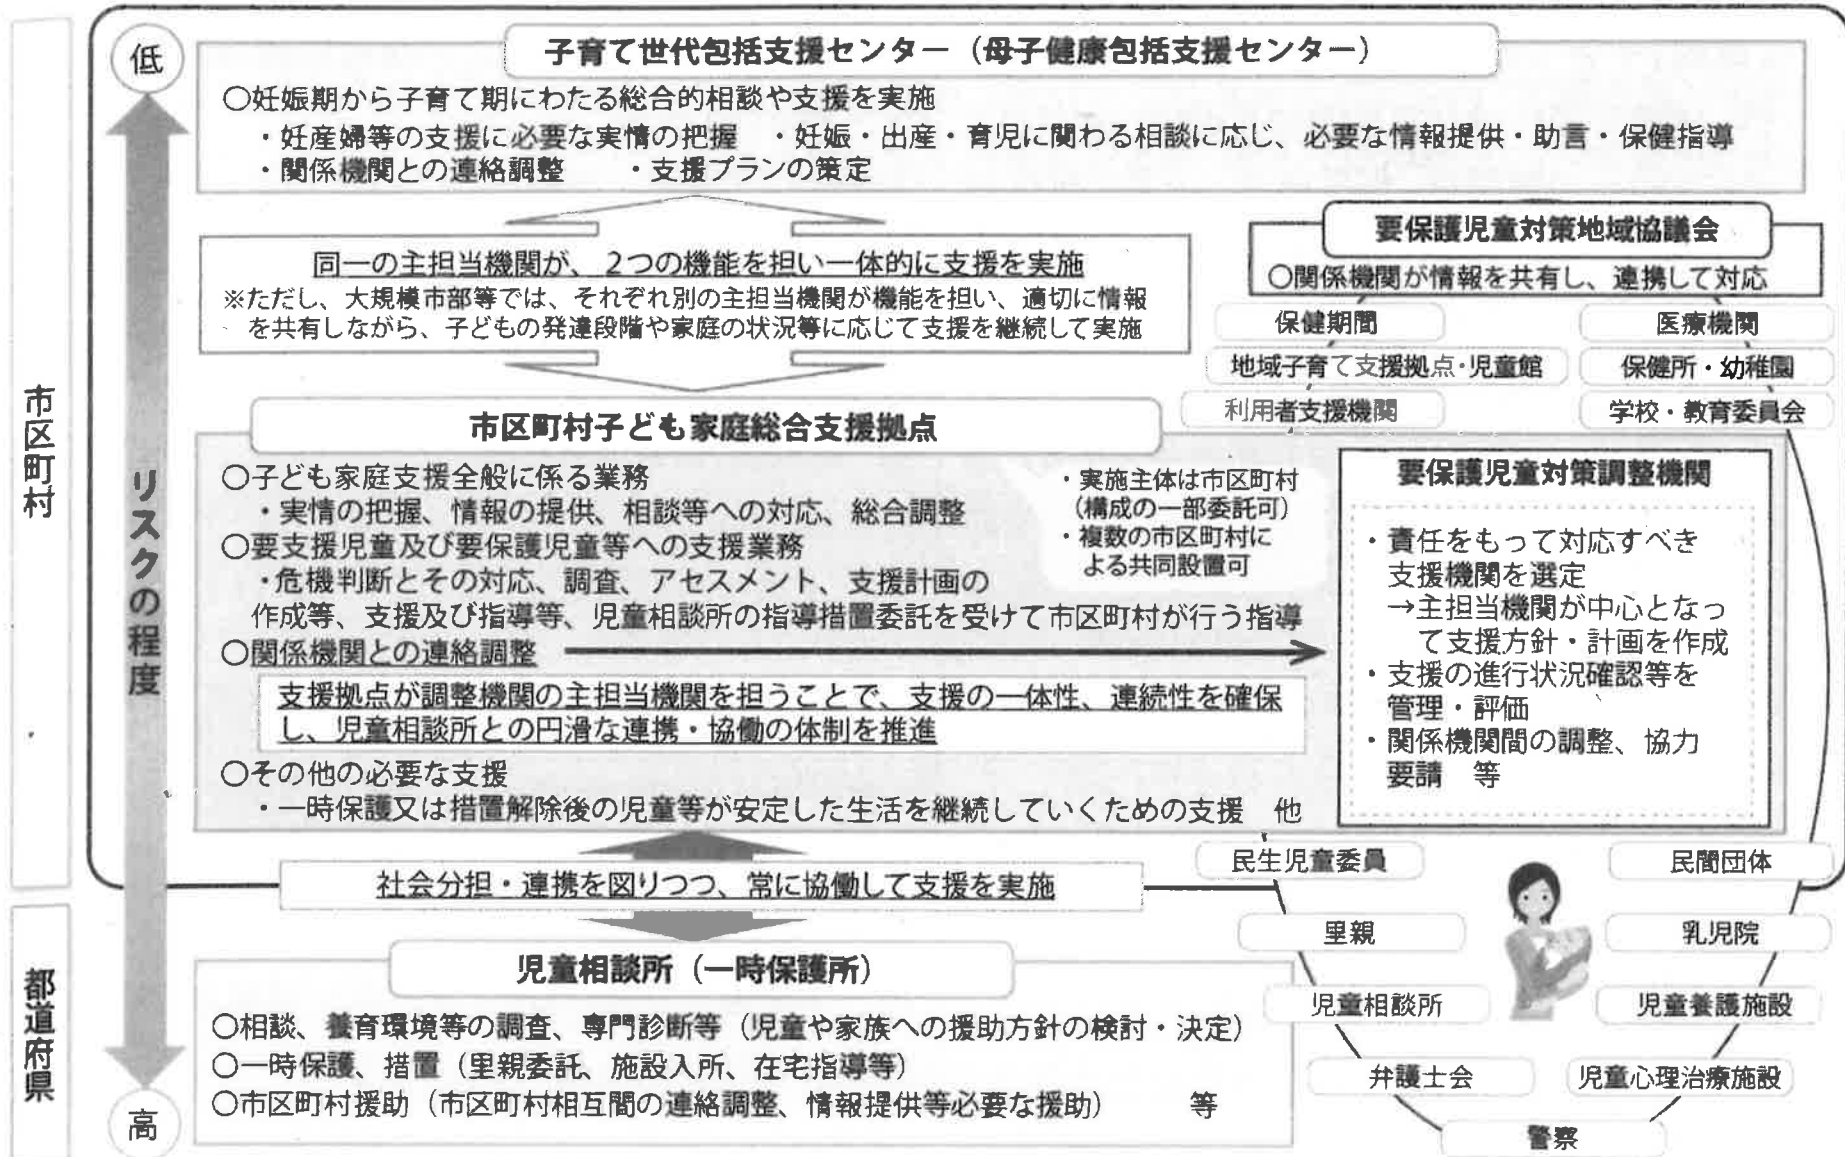 市区町村
都道府県
低
リスクの程度
高
子育て世代包括支援センター（母子健康包括支援センター）
○妊娠期から子育て期にわたる総合的相談や支援を実施
・妊産婦等の支援に必要な実情の把握　・妊娠・出産・育児に関わる相談に応じ、必要な情報提供・助言・保健指導
・関係機関との連絡調整　・支援プランの策定
同一の主担当機関が、2つの機能を担い一体的に支援を実施
※ただし、大規模市部等では、それぞれ別の主担当機関が機能を担い、適切に情報
を共有しながら、子どもの発達段階や家庭の状況等に応じて支援を継続して実施
要保護児童対策地域協議会
○関係機関が情報を共有し、連携して対応
保健期間
医療機関
地域子育て支援拠点・児童館
保健所・幼稚園
利用者支援機関
学校・教育委員会
市区町村子ども家庭総合支援拠点
○子ども家庭支援全般に係る業務
・実情の把握、情報の提供、相談等への対応、総合調整
○要支援児童及び要保護児童等への支援業務
・危機判断とその対応、調査、アセスメント、支援計画の
作成等、支援及び指導等、児童相談所の指導措置委託を受けて市区町村が行う指導
○関係機関との連絡調整
支援拠点が調整機関の主担当機関を担うことで、支援の一体性、連続性を確保
し、児童相談所との円滑な連携・協働の体制を推進
○その他の必要な支援
・一時保護又は措置解除後の児童等が安定した生活を継続していくための支援　他
・実施主体は市区町村
（構成の一部委託可）
・複数の市区町村に
よる共同設置可
要保護児童対策調整機関
・責任をもって対応すべき
支援機関を選定
→主担当機関が中心となっ
て支援方針・計画を作成
・支援の進行状況確認等を
管理・評価
・関係機関間の調整、協力
要請　等
社会分担・連携を図りつつ、常に協働して支援を実施
児童相談所（一時保護所）
○相談、養育環境等の調査、専門診断等（児童や家族への援助方針の検討・決定）
○一時保護、措置（里親委託、施設入所、在宅指導等）
○市区町村援助（市区町村相互間の連絡調整、情報提供等必要な援助）　等
民生児童委員
民間団体
里親
乳児院
児童相談所
児童養護施設
弁護士会
児童心理治療施設
警察